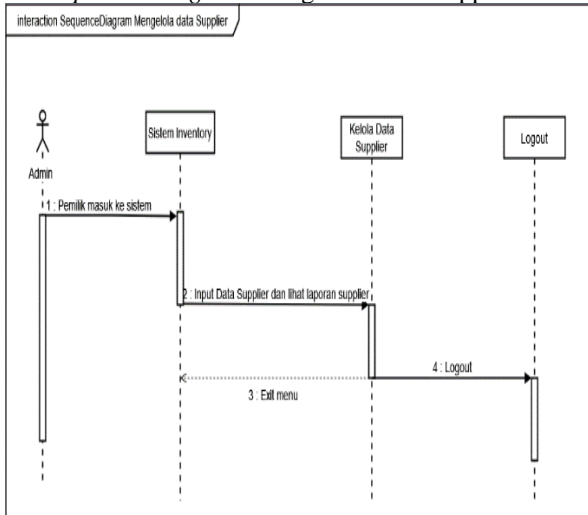 interaction SequenceDiagram Mengelola data Supplier
Sistem Inventory
Kelola Data
Supplier
Logout
Admin
1 : Pemilik masuk ke sistem
2 : Input Data Supplier dan lihat laporan supplier
4 : Logout
3 : Exit menu